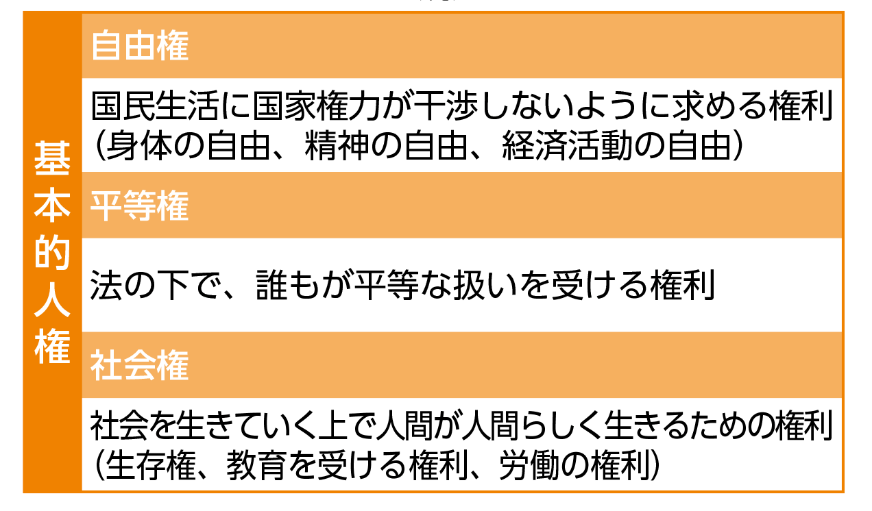 基本的人権
自由権
国民生活に国家権力が干渉しないように求める権利
（身体の自由、精神の自由、経済活動の自由）
平等権
法の下で、誰もが平等な扱いを受ける権利
社会権
社会を生きていく上で人間が人間らしく生きるための権利
（生存権、教育を受ける権利、労働の権利）